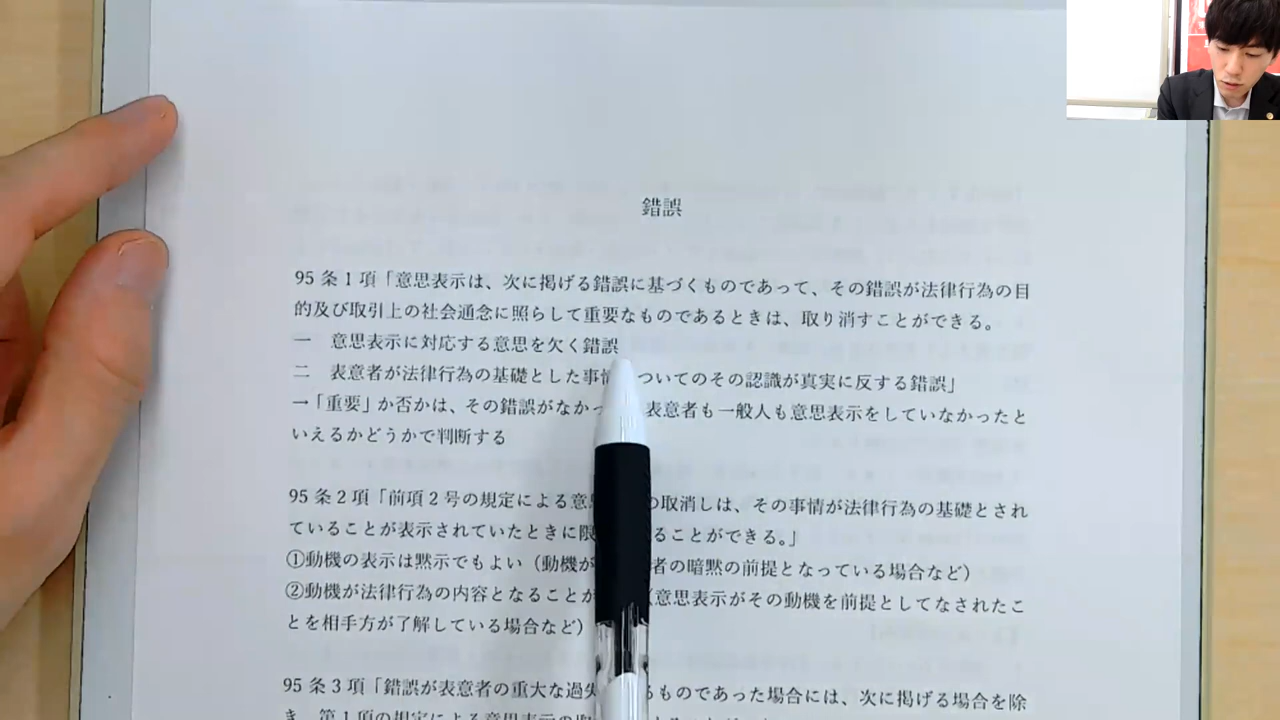 錯誤
95条1項「意思表示は、次に掲げる錯誤に基づくものであって、その錯誤が法律行為の目
的及び取引上の社会通念に照らして重要なものであるときは、取り消すことができる。
一 意思表示に対応する意思を欠く錯誤
二 表意者が法律行為の基礎とした事情 ついてのその認識が真実に反する錯誤」
→「重要」か否かは、その錯誤がなかっ 表意者も一般人も意思表示をしていなかったと
いえるかどうかで判断する
95条2項「前項2号の規定による意 の取消しは、その事情が法律行為の基礎とされ
ていることが表示されていたときに限 ることができる。」
①動機の表示は黙示でもよい（動機が 者の暗黙の前提となっている場合など）
②動機が法律行為の内容となることが 意思表示がその動機を前提としてなされたこ
とを相手方が了解している場合など）
95条3項「錯誤が表意者の重大な過失 るものであった場合には、次に掲げる場合を除
き、第1項の規定による意思表示の